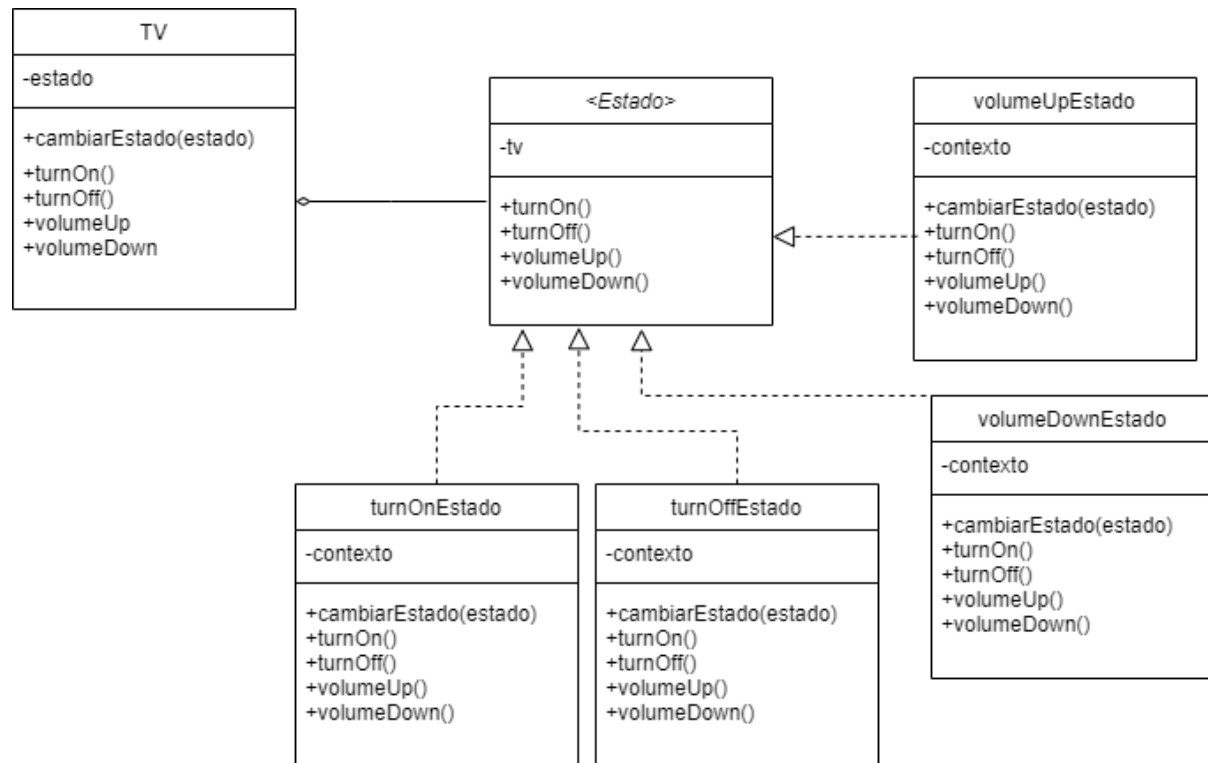 TV
-estado
+cambiarEstado(estado)
+turnOn()
+turnOff()
+volumeUp
+volumeDown
<Estado>
-tv
+turnOn()
+turnOff()
+volumeUp()
+volumeDown()
volumeUpEstado
-contexto
+cambiarEstado(estado)
+turnOn()
+turnOff()
+volumeUp()
+volumeDown()
volumeDownEstado
-contexto
+cambiarEstado(estado)
+turnOn()
+turnOff()
+volumeUp()
+volumeDown()
turnOnEstado
-contexto
+cambiarEstado(estado)
+turnOn()
+turnOff()
+volumeUp()
+volumeDown()
turnOffEstado
-contexto
+cambiarEstado(estado)
+turnOn()
+turnOff()
+volumeUp()
+volumeDown()